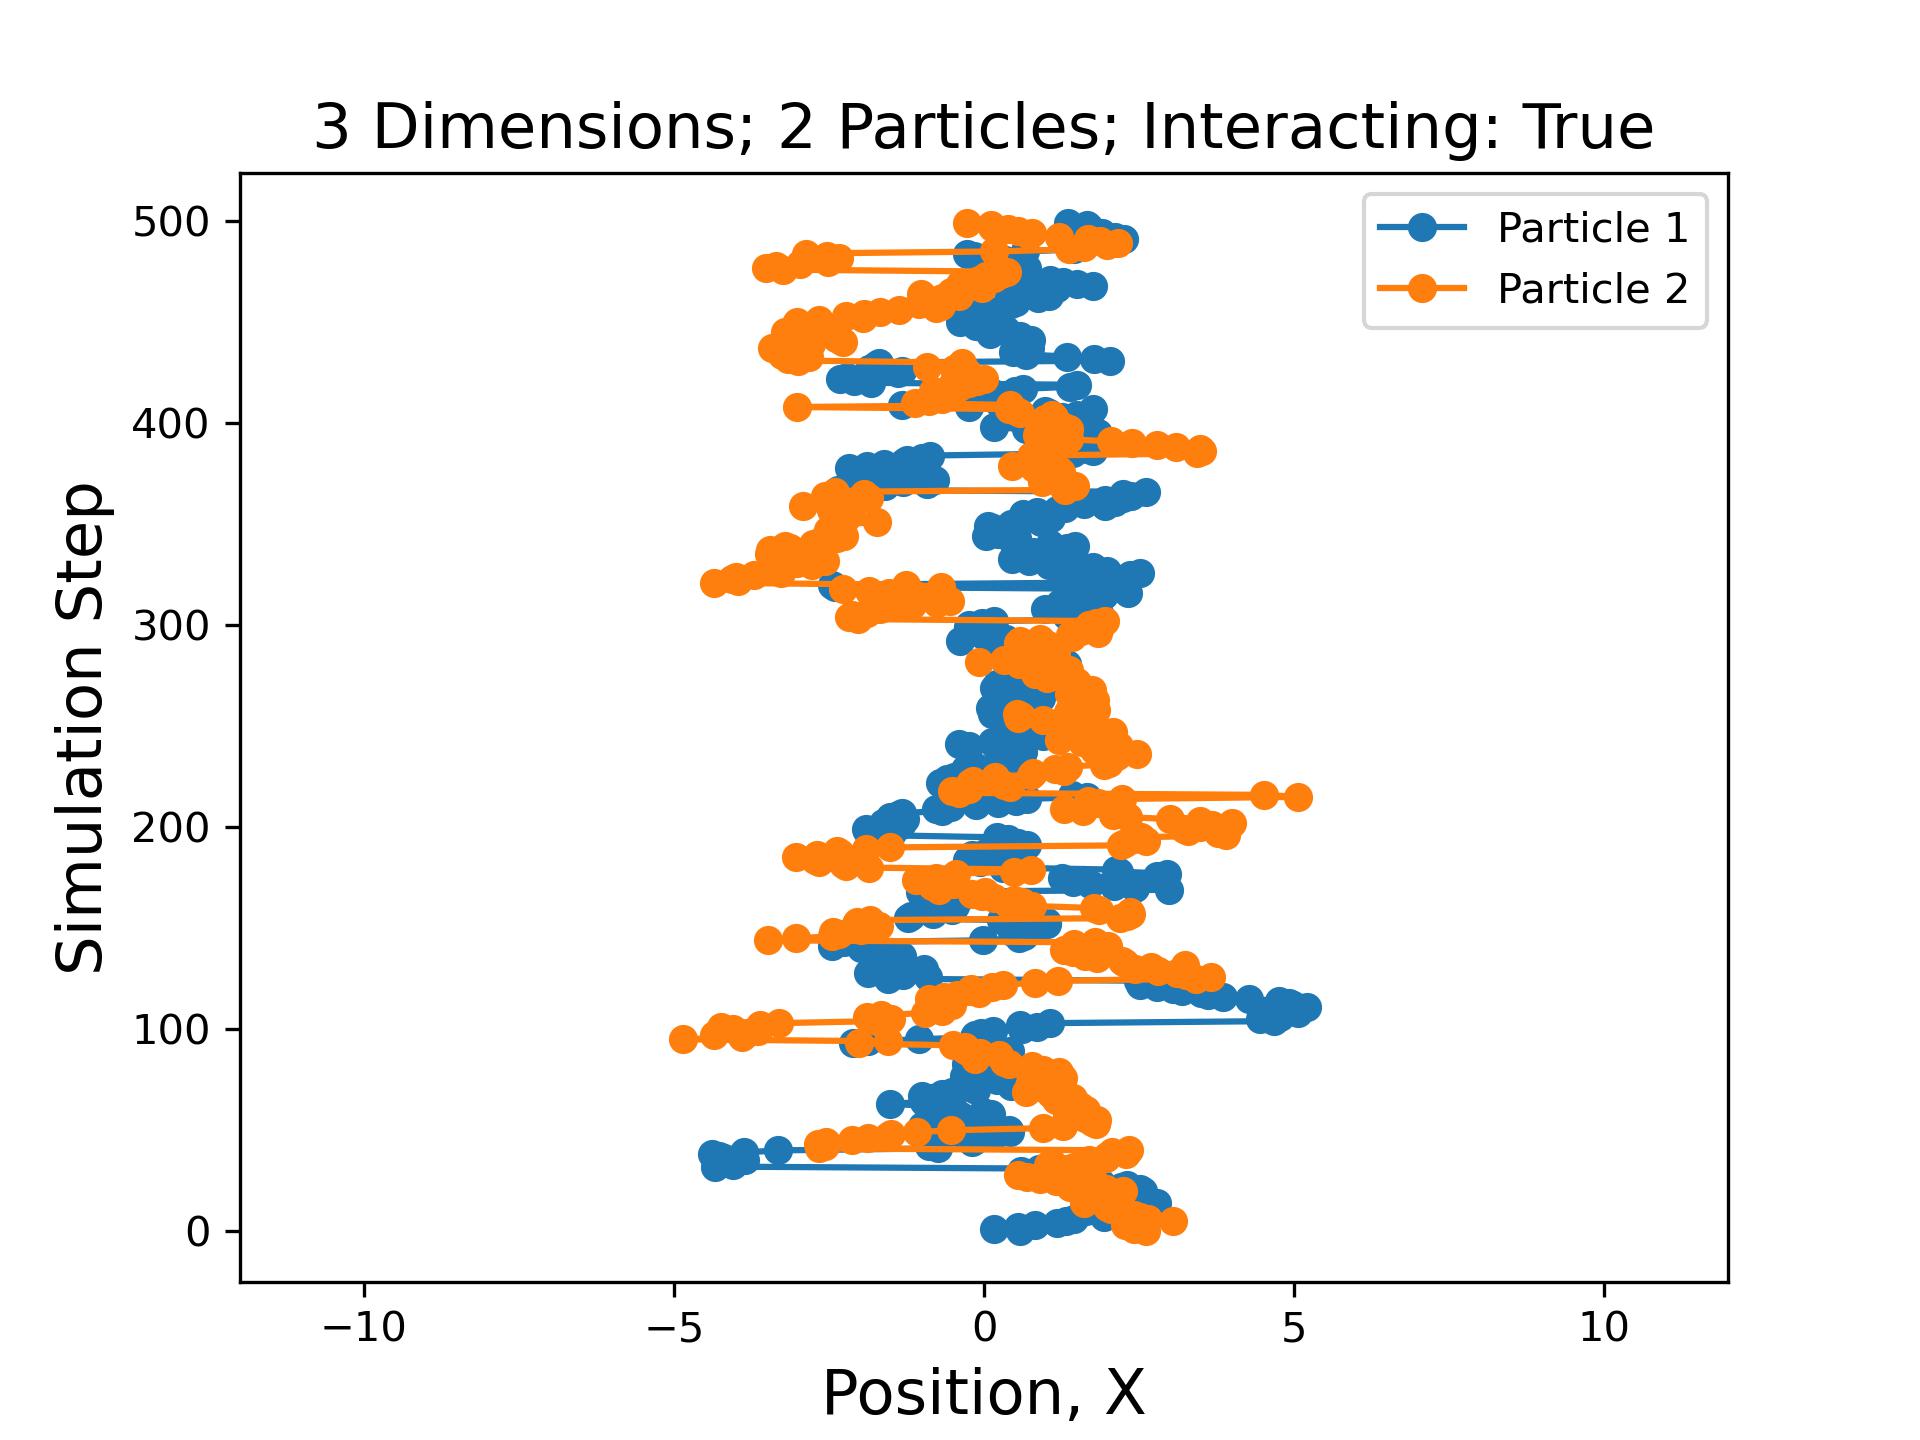 3 Dimensions; 2 Particles; Interacting: True
Particle 1
Particle 2
Simulation Step
500
400
300
200
100
0
−10
−5
0
5
10
Position, X